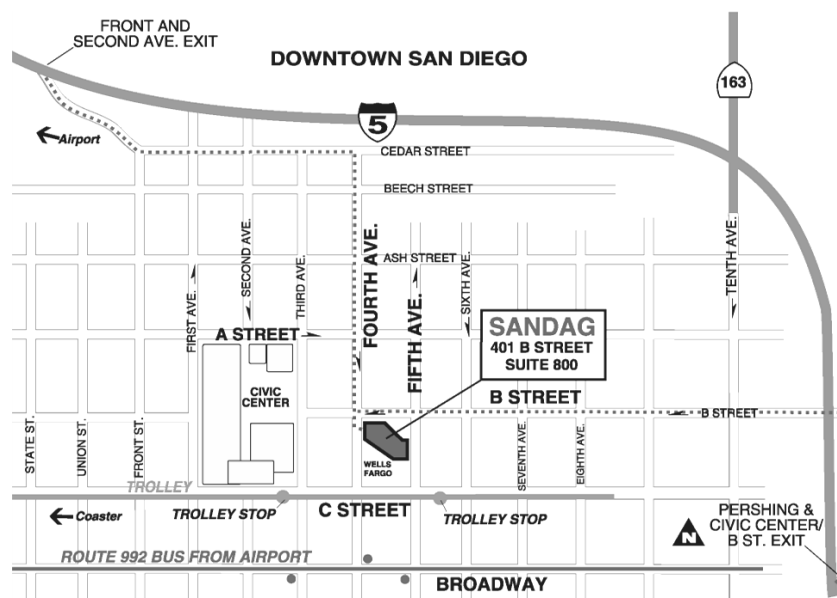 FRONT AND
SECOND AVE. EXIT
DOWNTOWN SAN DIEGO
163
5
Airport
CEDAR STREET
BEECH STREET
ASH STREET
FIRST AVE.
SECOND AVE.
THIRD AVE.
FOURTH AVE.
FIFTH AVE.
SIXTH AVE.
TENTH AVE.
A STREET
SANDAG
401 B STREET
SUITE 800
CIVIC
CENTER
B STREET
B STREET
STATE ST.
UNION ST.
FRONT ST.
SEVENTH AVE.
EIGHTH AVE.
WELLS
FARGO
TROLLEY
TROLLEY STOP
C STREET
TROLLEY STOP
Coaster
N
PERSHING &
CIVIC CENTER/
B ST. EXIT
ROUTE 992 BUS FROM AIRPORT
BROADWAY